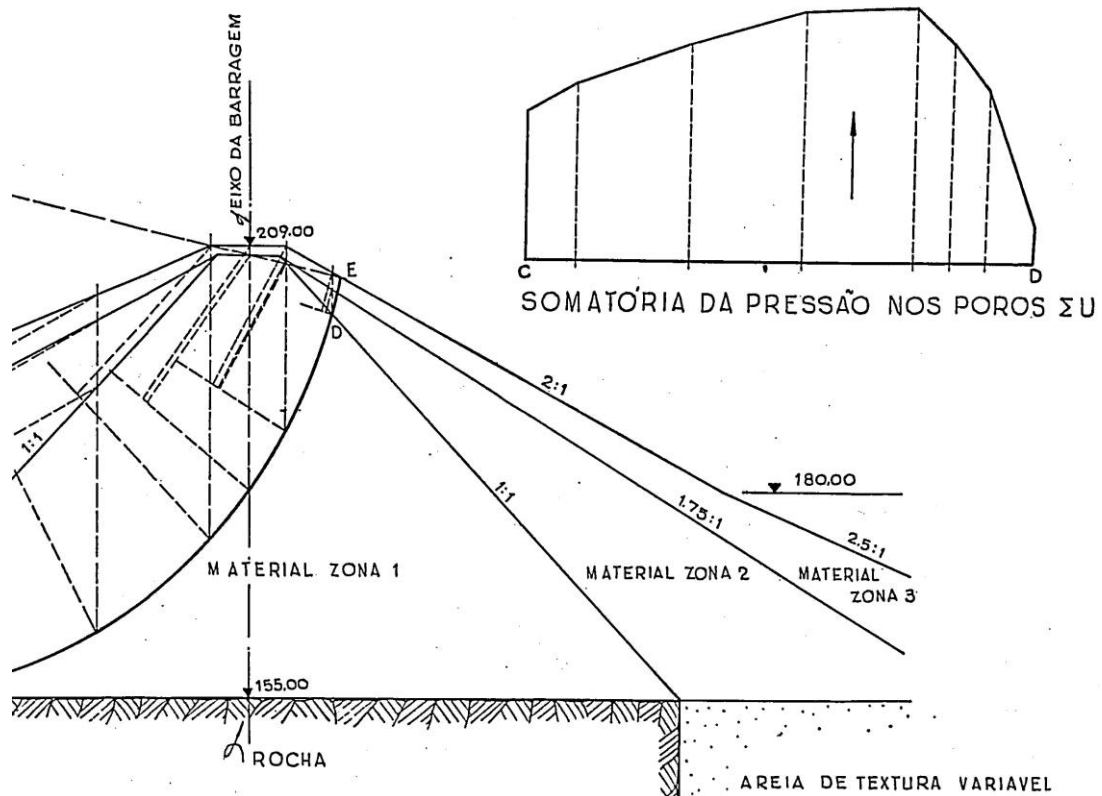 EIXO DA BARRAGEM
209.00
E
D
C
D
SOMATÓRIA DA PRESSÃO NOS POROS ΣU
2:1
1:1
180.00
1:1
1.75:1
2.5:1
MATERIAL ZONA 1
MATERIAL ZONA 2
MATERIAL
ZONA 3
155.00
ROCHA
AREIA DE TEXTURA VARIAVEL